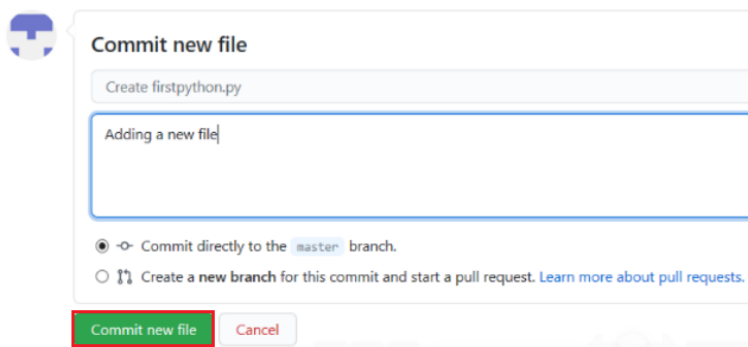 Commit new file
Create firstpython.py
Adding a new file
Commit directly to the master branch.
Create a new branch for this commit and start a pull request. Learn more about pull requests.
Commit new file Cancel